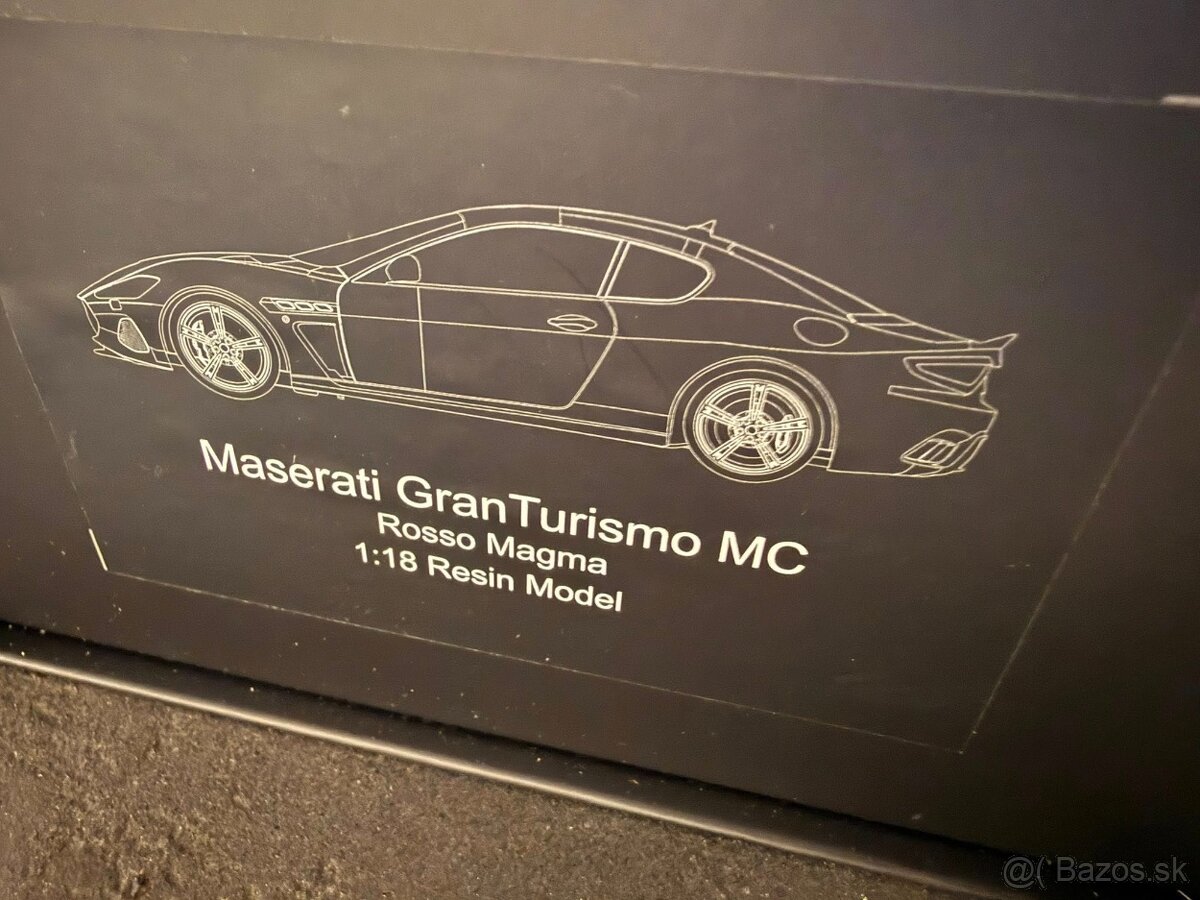 Maserati GranTurismo MC
Rosso Magma
1:18 Resin Model
@( Bazos.sk